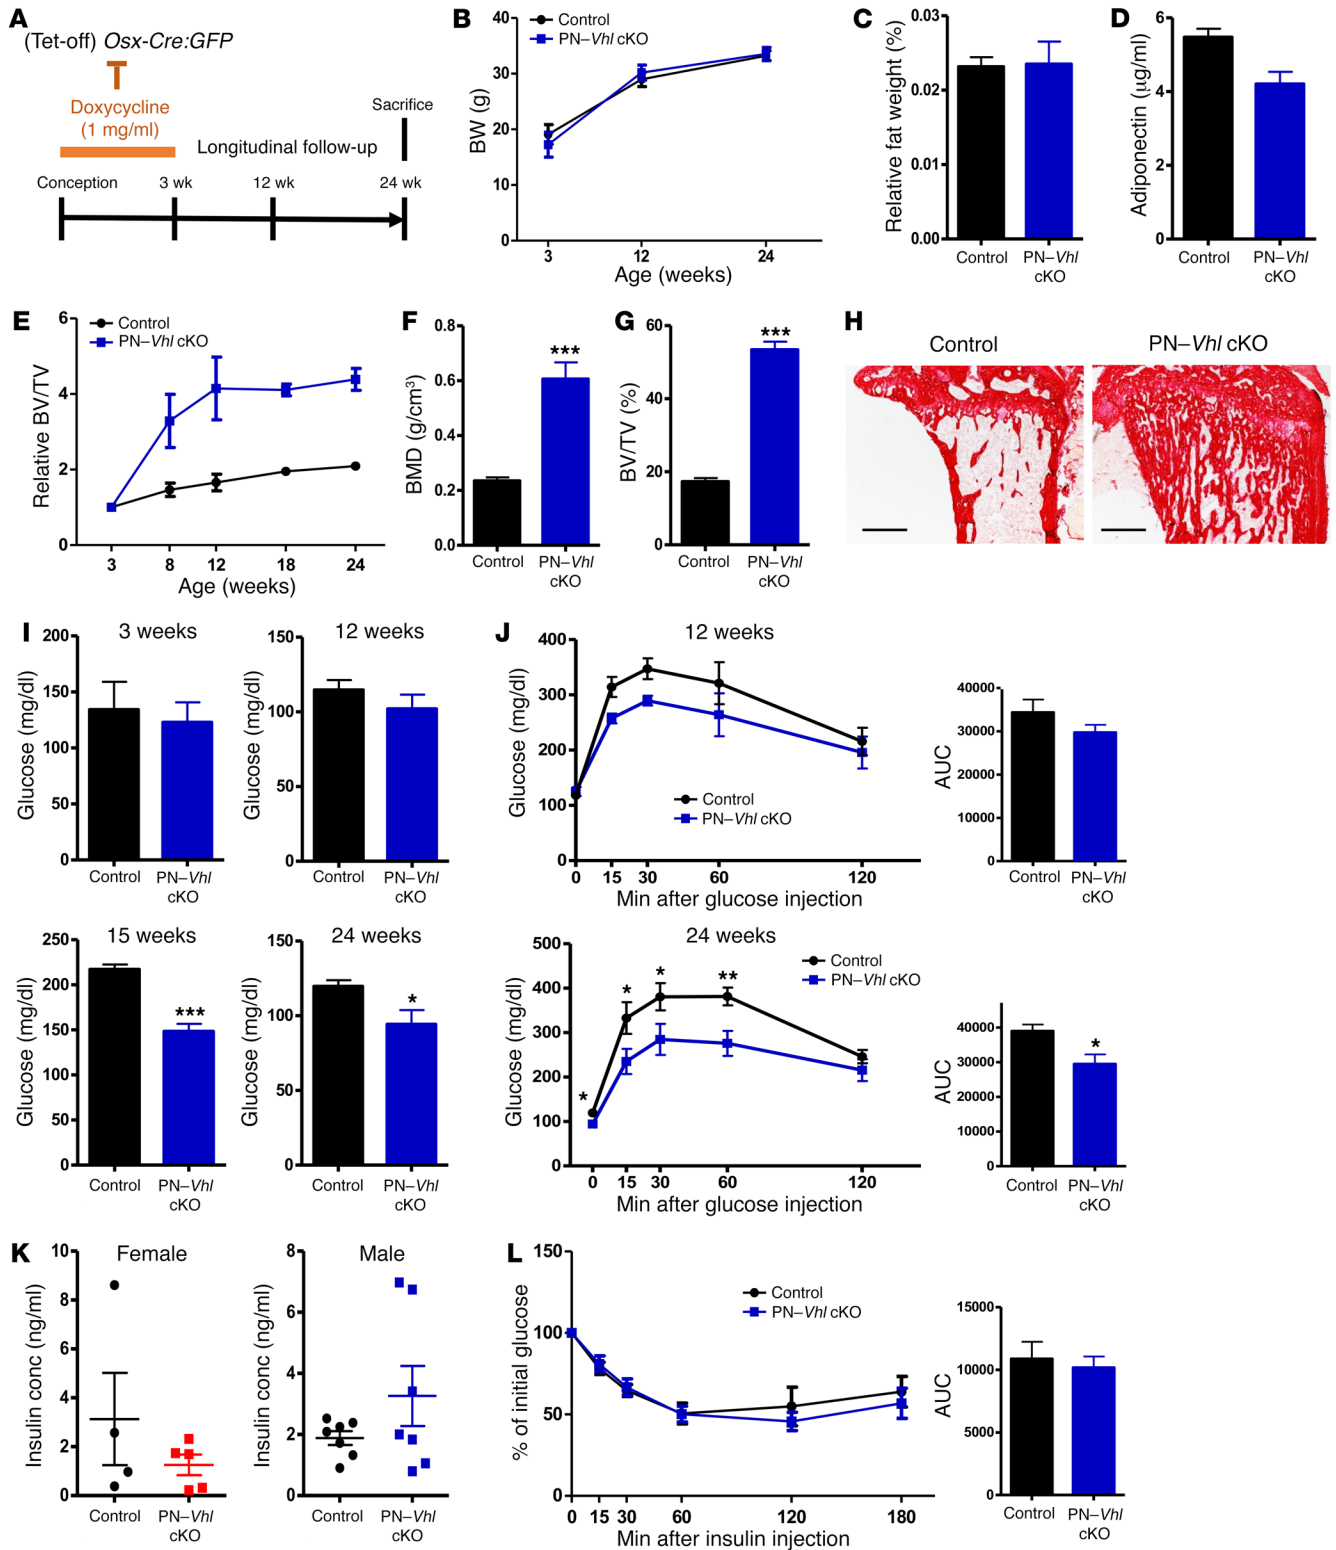 A
(Tet-off) Osx-Cre:GFP
Doxycycline
(1 mg/ml)
Sacrifice
Longitudinal follow-up
Conception 3 wk 12 wk 24 wk
B
Control
PN–Vhl cKO
BW (g)
40
30
20
10
0
3 12 24
Age (weeks)
C
Relative fat weight (%)
0.03
0.02
0.01
0.00
Control PN–Vhl
cKO
D
Adiponectin (µg/ml)
6
4
2
0
Control PN–Vhl
cKO
E
Control
PN–Vhl cKO
Relative BV/TV
6
4
2
0
3 8 12 18 24
Age (weeks)
F
BMD (g/cm³)
0.8
0.6
0.4
0.2
0.0
***
Control PN–Vhl
cKO
G
BV/TV (%)
60
40
20
0
***
Control PN–Vhl
cKO
H
Control PN–Vhl cKO
I
3 weeks
Glucose (mg/dl)
200
150
100
50
0
Control PN–Vhl
cKO
12 weeks
Glucose (mg/dl)
150
100
50
0
Control PN–Vhl
cKO
15 weeks
Glucose (mg/dl)
250
200
150
100
50
0
***
Control PN–Vhl
cKO
24 weeks
Glucose (mg/dl)
150
100
50
0
*
Control PN–Vhl
cKO
J
12 weeks
Glucose (mg/dl)
400
300
200
100
0
Control
PN–Vhl cKO
0 15 30 60 120
Min after glucose injection
AUC
40000
30000
20000
10000
0
Control PN–Vhl
cKO
24 weeks
Glucose (mg/dl)
500
400
300
200
100
0
Control
PN–Vhl cKO
* * * **
0 15 30 60 120
Min after glucose injection
AUC
40000
30000
20000
10000
0
*
Control PN–Vhl
cKO
K
Female
Insulin conc (ng/ml)
10
8
6
4
2
0
Control PN–Vhl
cKO
Male
Insulin conc (ng/ml)
8
6
4
2
0
Control PN–Vhl
cKO
L
% of initial glucose
150
100
50
0
Control
PN–Vhl cKO
0 15 30 60 120 180
Min after insulin injection
AUC
15000
10000
5000
0
Control PN–Vhl
cKO